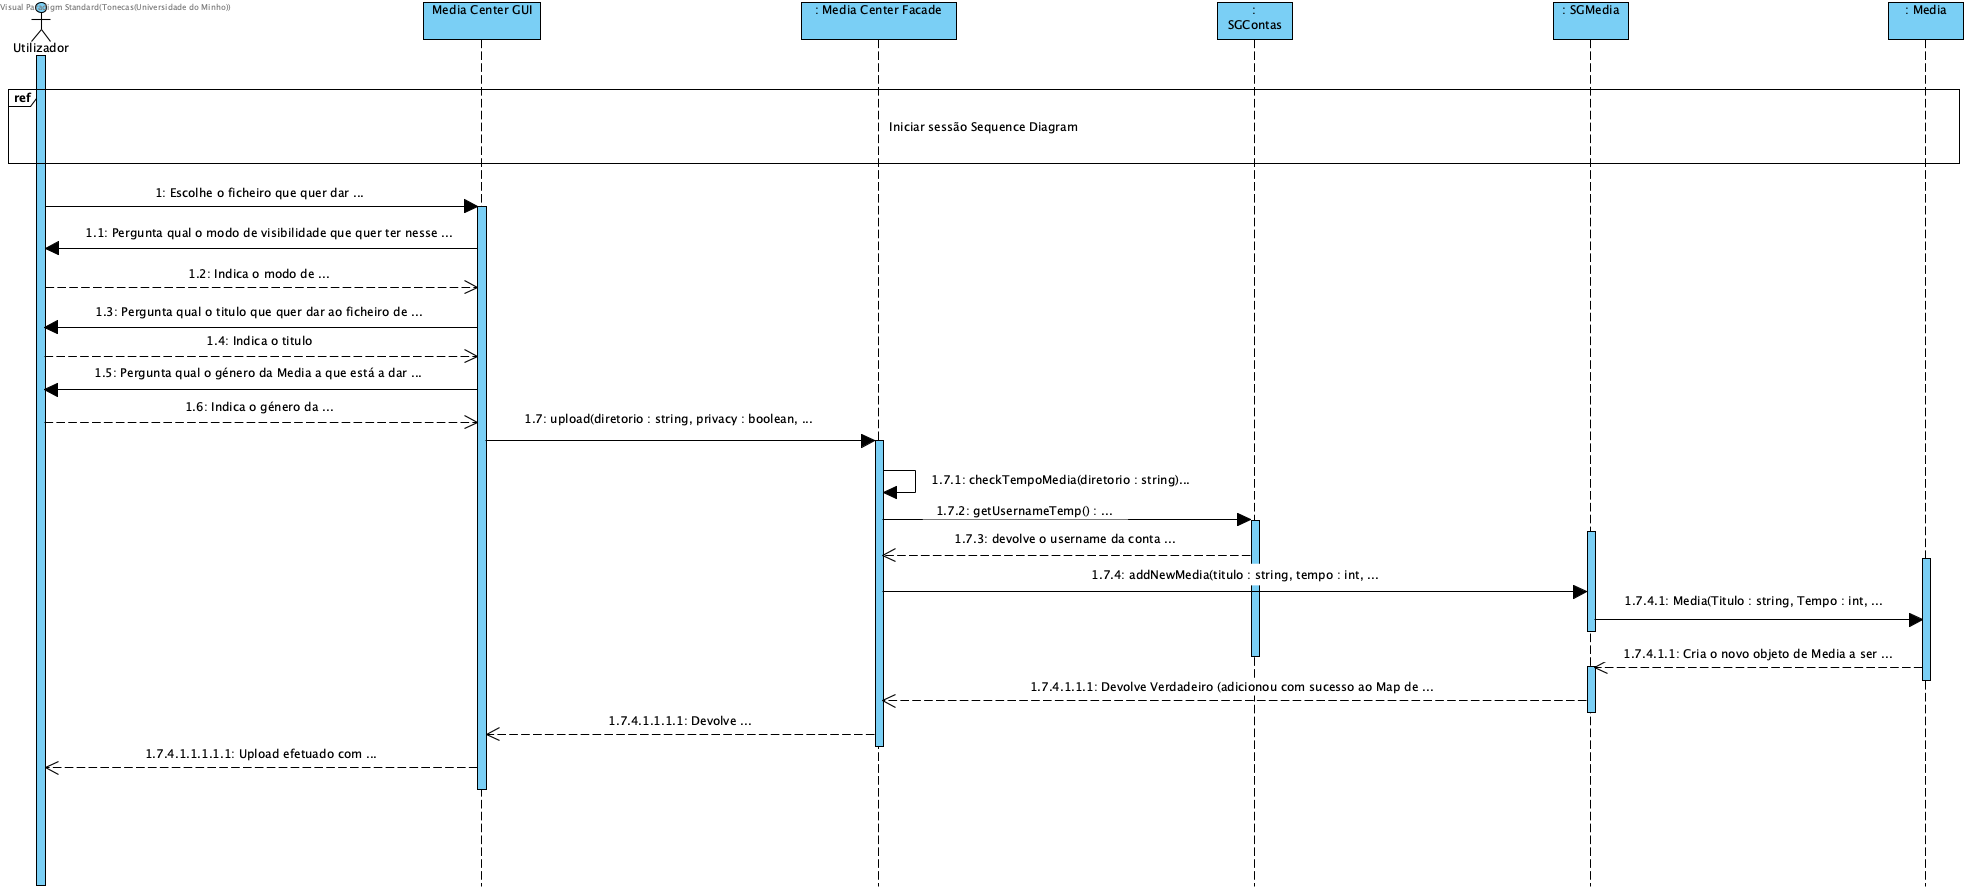 Visual Paradigm Standard(Tonecas(Universidade do Minho))
Utilizador
Media Center GUI
: Media Center Facade
:
SGContas
: SGMedia
: Media
ref
Iniciar sessão Sequence Diagram
1: Escolhe o ficheiro que quer dar ...
1.1: Pergunta qual o modo de visibilidade que quer ter nesse ...
1.2: Indica o modo de ...
1.3: Pergunta qual o titulo que quer dar ao ficheiro de ...
1.4: Indica o titulo
1.5: Pergunta qual o género da Media a que está a dar ...
1.6: Indica o género da ...
1.7: upload(diretorio : string, privacy : boolean, ...
1.7.1: checkTempoMedia(diretorio : string)...
1.7.2: getUsernameTemp() : ...
1.7.3: devolve o username da conta ...
1.7.4: addNewMedia(titulo : string, tempo : int, ...
1.7.4.1: Media(Titulo : string, Tempo : int, ...
1.7.4.1.1: Cria o novo objeto de Media a ser ...
1.7.4.1.1.1: Devolve Verdadeiro (adicionou com sucesso ao Map de ...
1.7.4.1.1.1.1: Devolve ...
1.7.4.1.1.1.1.1: Upload efetuado com ...